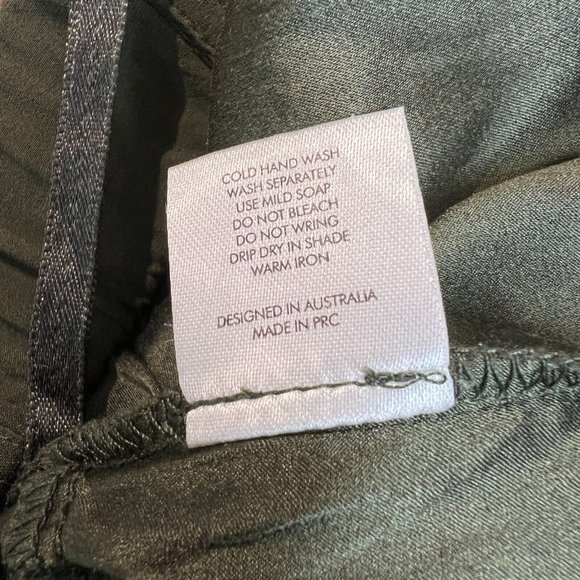 COLD HAND WASH
WASH SEPARATELY
USE MILD SOAP
DO NOT BLEACH
DO NOT WRING
DRIP DRY IN SHADE
WARM IRON
DESIGNED IN AUSTRALIA
MADE IN PRC